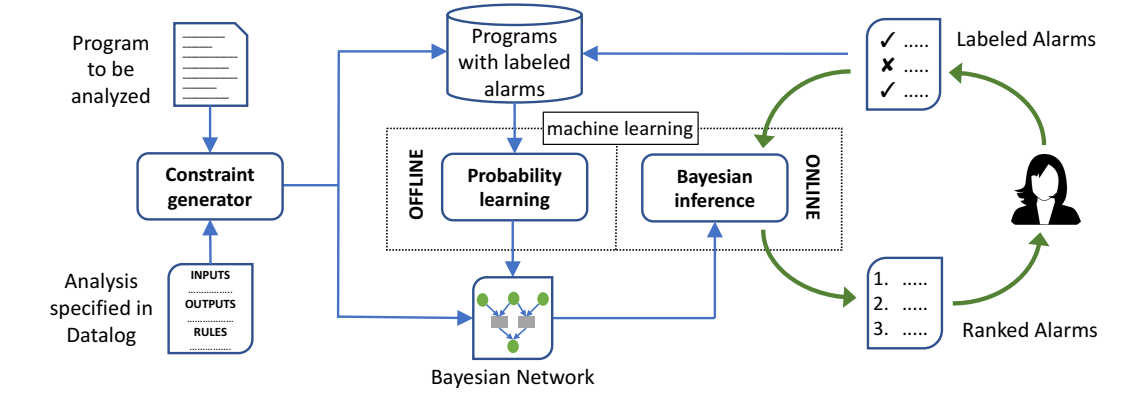 Program
to be
analyzed
Constraint
generator
Analysis
specified in
Datalog
INPUTS
.................
OUTPUTS
.................
RULES
.................
Programs
with labeled
alarms
machine learning
OFFLINE
Probability
learning
Bayesian
inference
ONLINE
Bayesian Network
✓ .....
✘ .....
✓ .....
Labeled Alarms
1. .....
2. .....
3. .....
Ranked Alarms